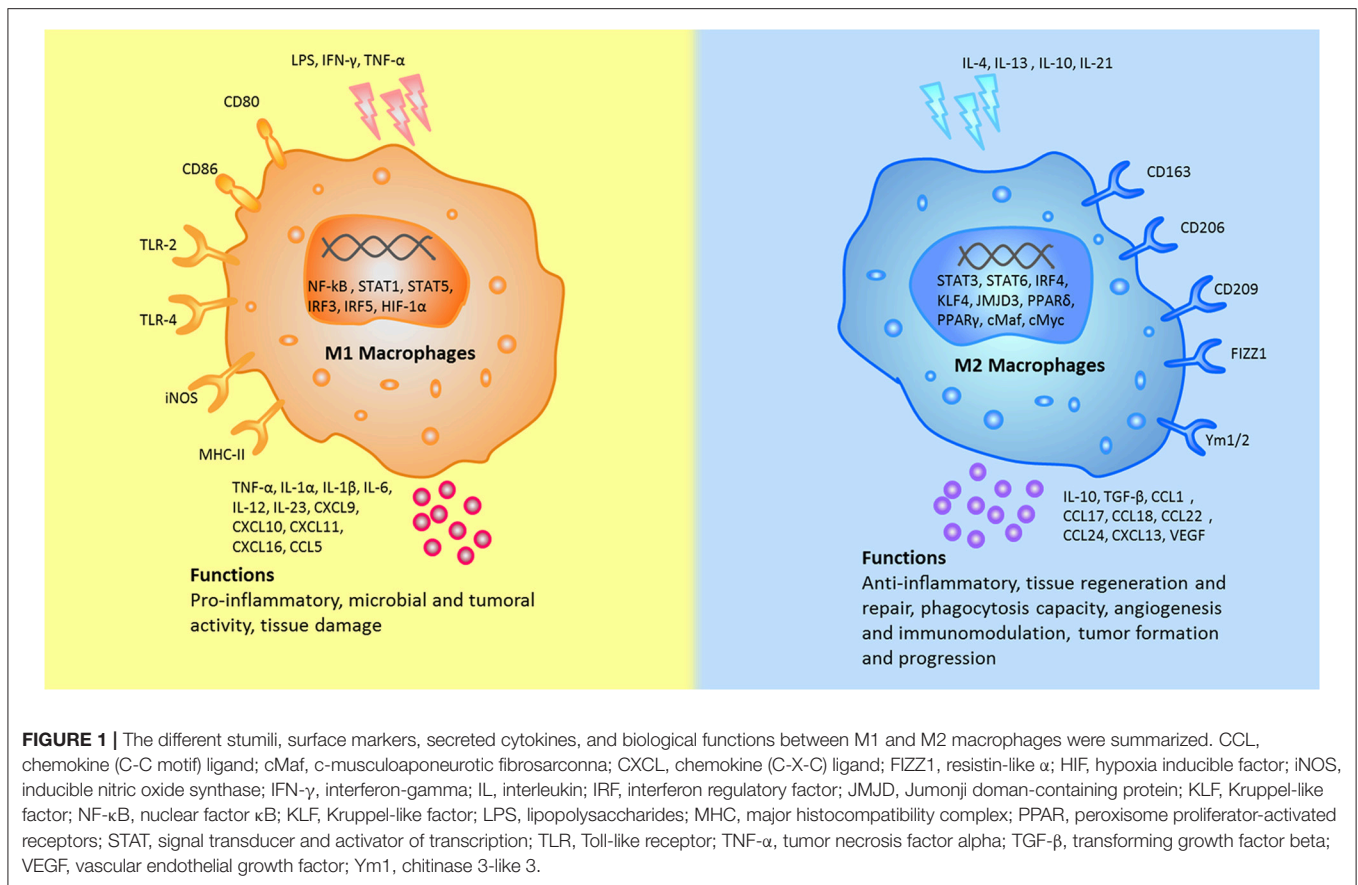 LPS, IFN-γ, TNF-α
CD80
CD86
TLR-2
TLR-4
iNOS
MHC-II
NF-kB , STAT1, STAT5,
IRF3, IRF5, HIF-1α
M1 Macrophages
TNF-α, IL-1α, IL-1β, IL-6,
IL-12, IL-23, CXCL9,
CXCL10, CXCL11,
CXCL16, CCL5
Functions
Pro-inflammatory, microbial and tumoral
activity, tissue damage
IL-4, IL-13 , IL-10, IL-21
CD163
CD206
CD209
FIZZ1
Ym1/2
STAT3, STAT6, IRF4,
KLF4, JMJD3, PPARδ,
PPARγ, cMaf, cMyc
M2 Macrophages
IL-10, TGF-β, CCL1 ,
CCL17, CCL18, CCL22 ,
CCL24, CXCL13, VEGF
Functions
Anti-inflammatory, tissue regeneration and
repair, phagocytosis capacity, angiogenesis
and immunomodulation, tumor formation
and progression
FIGURE 1 | The different stumili, surface markers, secreted cytokines, and biological functions between M1 and M2 macrophages were summarized. CCL,
chemokine (C-C motif) ligand; cMaf, c-musculoaponeurotic fibrosarconna; CXCL, chemokine (C-X-C) ligand; FIZZ1, resistin-like α; HIF, hypoxia inducible factor; iNOS,
inducible nitric oxide synthase; IFN-γ, interferon-gamma; IL, interleukin; IRF, interferon regulatory factor; JMJD, Jumonji doman-containing protein; KLF, Kruppel-like
factor; NF-κB, nuclear factor κB; KLF, Kruppel-like factor; LPS, lipopolysaccharides; MHC, major histocompatibility complex; PPAR, peroxisome proliferator-activated
receptors; STAT, signal transducer and activator of transcription; TLR, Toll-like receptor; TNF-α, tumor necrosis factor alpha; TGF-β, transforming growth factor beta;
VEGF, vascular endothelial growth factor; Ym1, chitinase 3-like 3.